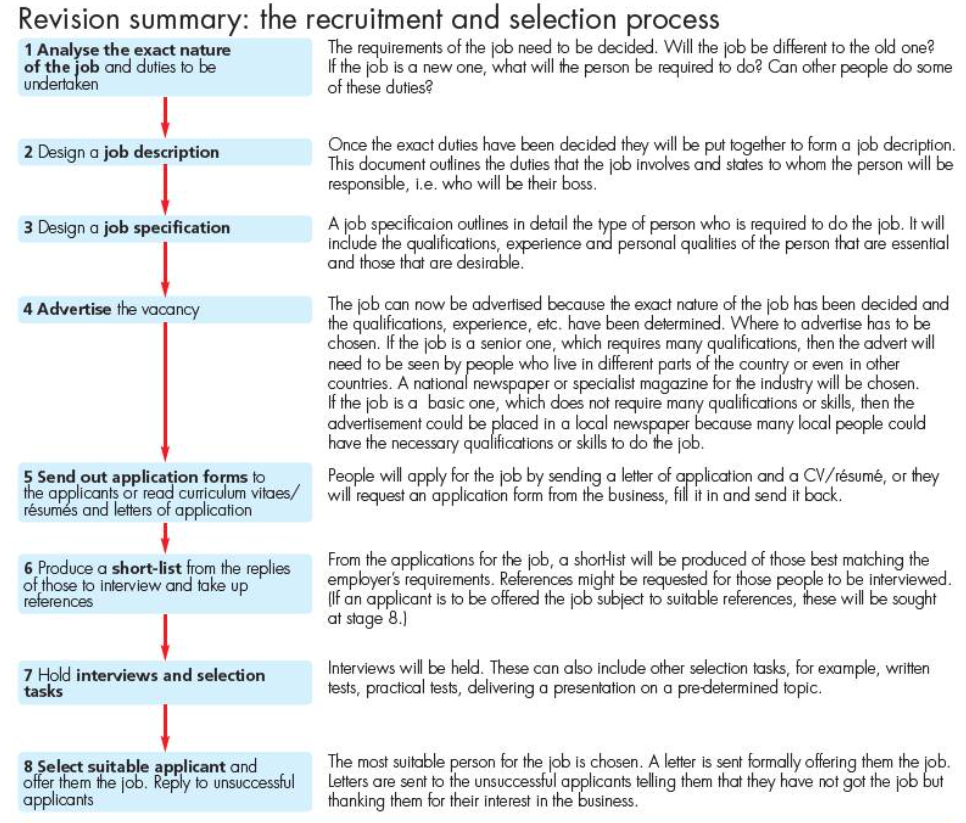 Revision summary: the recruitment and selection process
1 Analyse the exact nature
of the job and duties to be
undertaken
The requirements of the job need to be decided. Will the job be different to the old one?
If the job is a new one, what will the person be required to do? Can other people do some
of these duties?
2 Design a job description
Once the exact duties have been decided they will be put together to form a job decription.
This document outlines the duties that the job involves and states to whom the person will be
responsible, i.e. who will be their boss.
3 Design a job specification
A job specificaion outlines in detail the type of person who is required to do the job. It will
include the qualifications, experience and personal qualities of the person that are essential
and those that are desirable.
4 Advertise the vacancy
The job can now be advertised because the exact nature of the job has been decided and
the qualifications, experience, etc. have been determined. Where to advertise has to be
chosen. If the job is a senior one, which requires many qualifications, then the advert will
need to be seen by people who live in different parts of the country or even in other
countries. A national newspaper or specialist magazine for the industry will be chosen.
If the job is a basic one, which does not require many qualifications or skills, then the
advertisement could be placed in a local newspaper because many local people could
have the necessary qualifications or skills to do the job.
5 Send out application forms to
the applicants or read curriculum vitaes/
résumés and letters of application
People will apply for the job by sending a letter of application and a CV/résumé, or they
will request an application form from the business, fill it in and send it back.
6 Produce a short-list from the replies
of those to interview and take up
references
From the applications for the job, a short-list will be produced of those best matching the
employer's requirements. References might be requested for those people to be interviewed.
(If an applicant is to be offered the job subject to suitable references, these will be sought
at stage 8.)
7 Hold interviews and selection
tasks
Interviews will be held. These can also include other selection tasks, for example, written
tests, practical tests, delivering a presentation on a pre-determined topic.
8 Select suitable applicant and
offer them the job. Reply to unsuccessful
applicants
The most suitable person for the job is chosen. A letter is sent formally offering them the job.
Letters are sent to the unsuccessful applicants telling them that they have not got the job but
thanking them for their interest in the business.